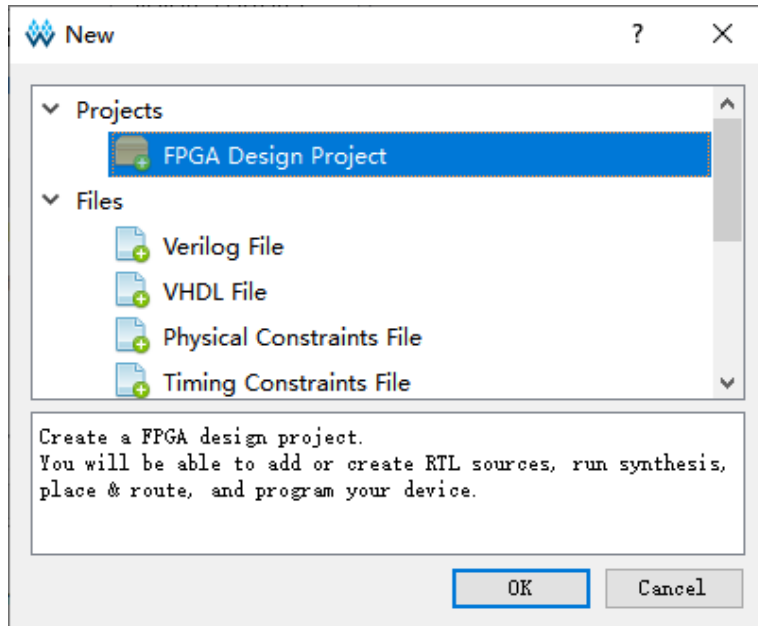 New
?
Projects
FPGA Design Project
Files
Verilog File
VHDL File
Physical Constraints File
Timing Constraints File
Create a FPGA design project.
You will be able to add or create RTL sources, run synthesis,
place & route, and program your device.
OK
Cancel